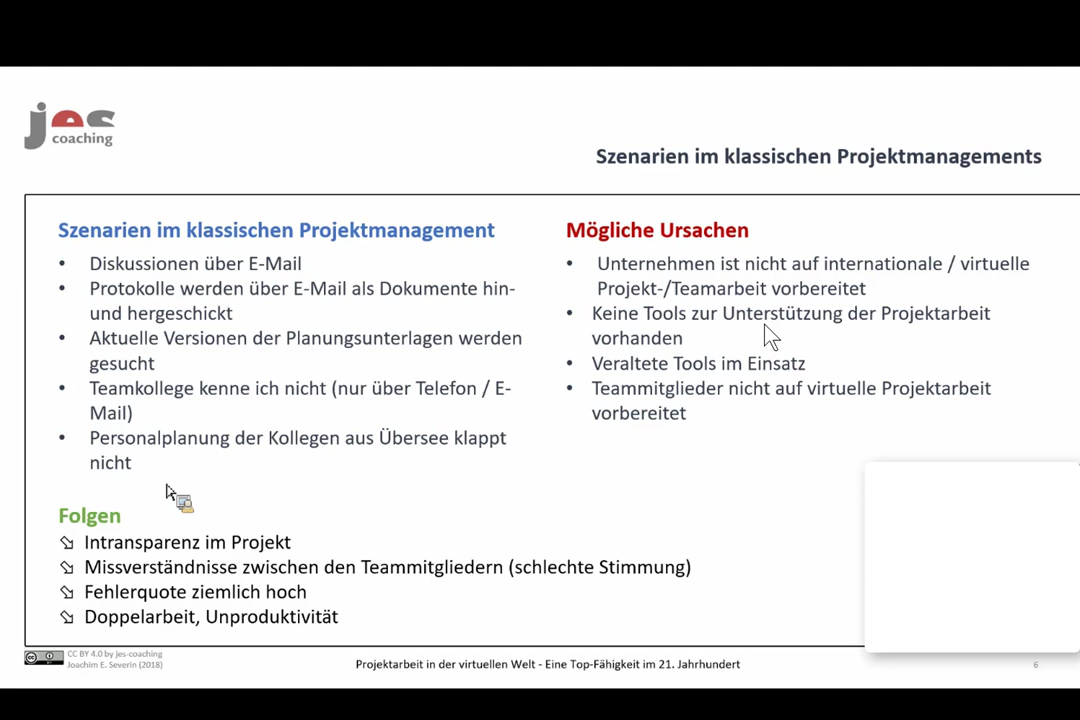 jes
coaching
Szenarien im klassischen Projektmanagements
Szenarien im klassischen Projektmanagement
• Diskussionen über E-Mail
• Protokolle werden über E-Mail als Dokumente hin-
und hergeschickt
• Aktuelle Versionen der Planungsunterlagen werden
gesucht
• Teamkollege kenne ich nicht (nur über Telefon / E-
Mail)
• Personalplanung der Kollegen aus Übersee klappt
nicht
Mögliche Ursachen
• Unternehmen ist nicht auf internationale / virtuelle
Projekt-/Teamarbeit vorbereitet
• Keine Tools zur Unterstützung der Projektarbeit
vorhanden
• Veraltete Tools im Einsatz
• Teammitglieder nicht auf virtuelle Projektarbeit
vorbereitet
Folgen
Intransparenz im Projekt
Missverständnisse zwischen den Teammitgliedern (schlechte Stimmung)
Fehlerquote ziemlich hoch
Doppelarbeit, Unproduktivität
CC BY 4.0 by jes-coaching
Joachim E. Severin (2018)
Projektarbeit in der virtuellen Welt - Eine Top-Fähigkeit im 21. Jahrhundert
6